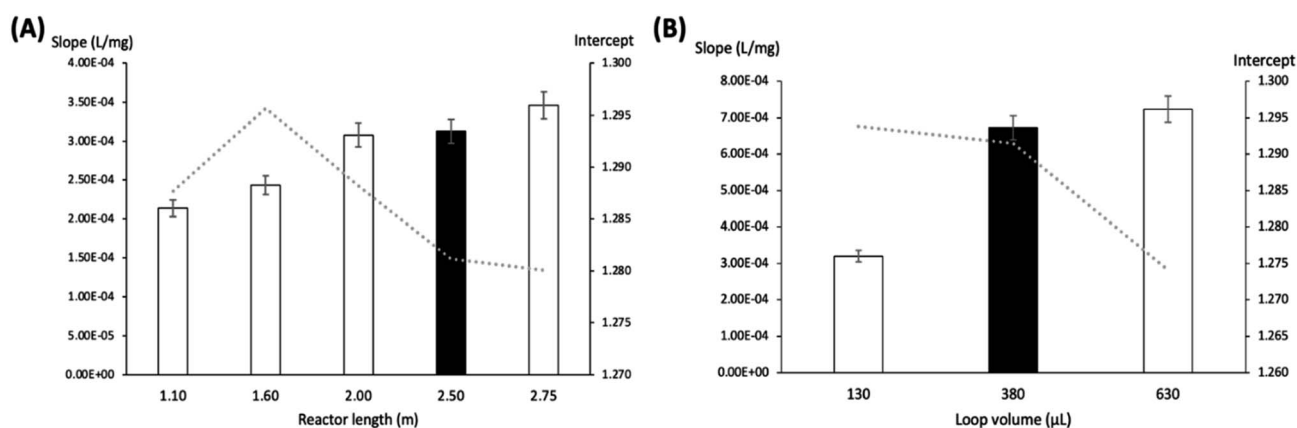 (A)
Slope (L/mg)
Intercept
4.00E-04
3.50E-04
3.00E-04
2.50E-04
2.00E-04
1.50E-04
1.00E-04
5.00E-05
0.00E+00
1.300
1.295
1.290
1.285
1.280
1.275
1.270
1.10 1.60 2.00 2.50 2.75
Reactor length (m)
(B)
Slope (L/mg)
Intercept
8.00E-04
7.00E-04
6.00E-04
5.00E-04
4.00E-04
3.00E-04
2.00E-04
1.00E-04
0.00E+00
1.300
1.295
1.290
1.285
1.280
1.275
1.270
1.265
1.260
130 380 630
Loop volume (µL)